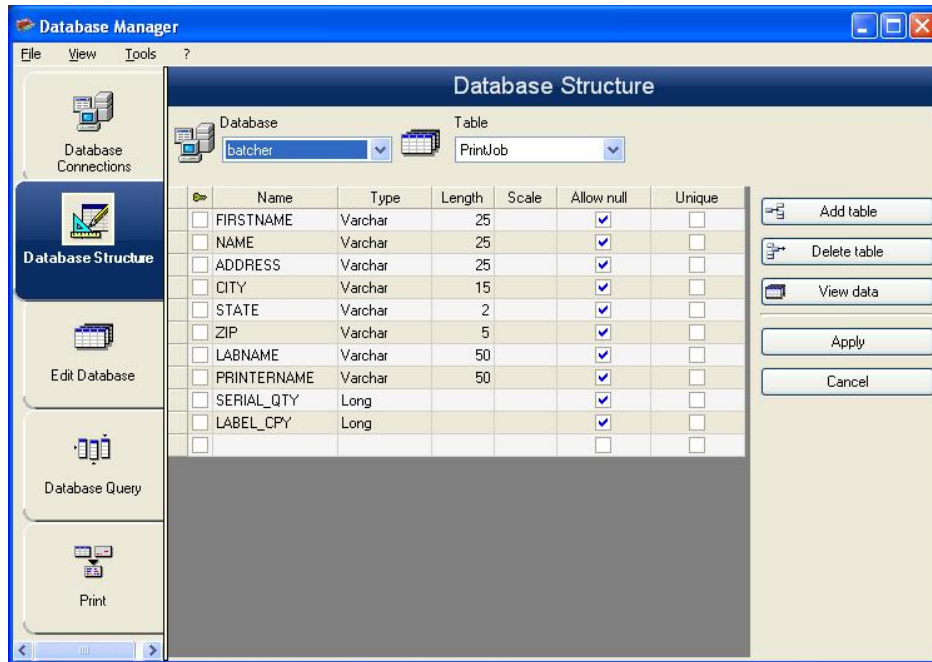 Database Manager
File View Tools ?
Database Structure
Database
Connections
Database Structure
Edit Database
Database Query
Print
Database Table
batcher PrintJob
Name Type Length Scale Allow null Unique
FIRSTNAME Varchar 25
NAME Varchar 25
ADDRESS Varchar 25
CITY Varchar 15
STATE Varchar 2
ZIP Varchar 5
LABNAME Varchar 50
PRINTERNAME Varchar 50
SERIAL_QTY Long
LABEL_CPY Long
Add table
Delete table
View data
Apply
Cancel